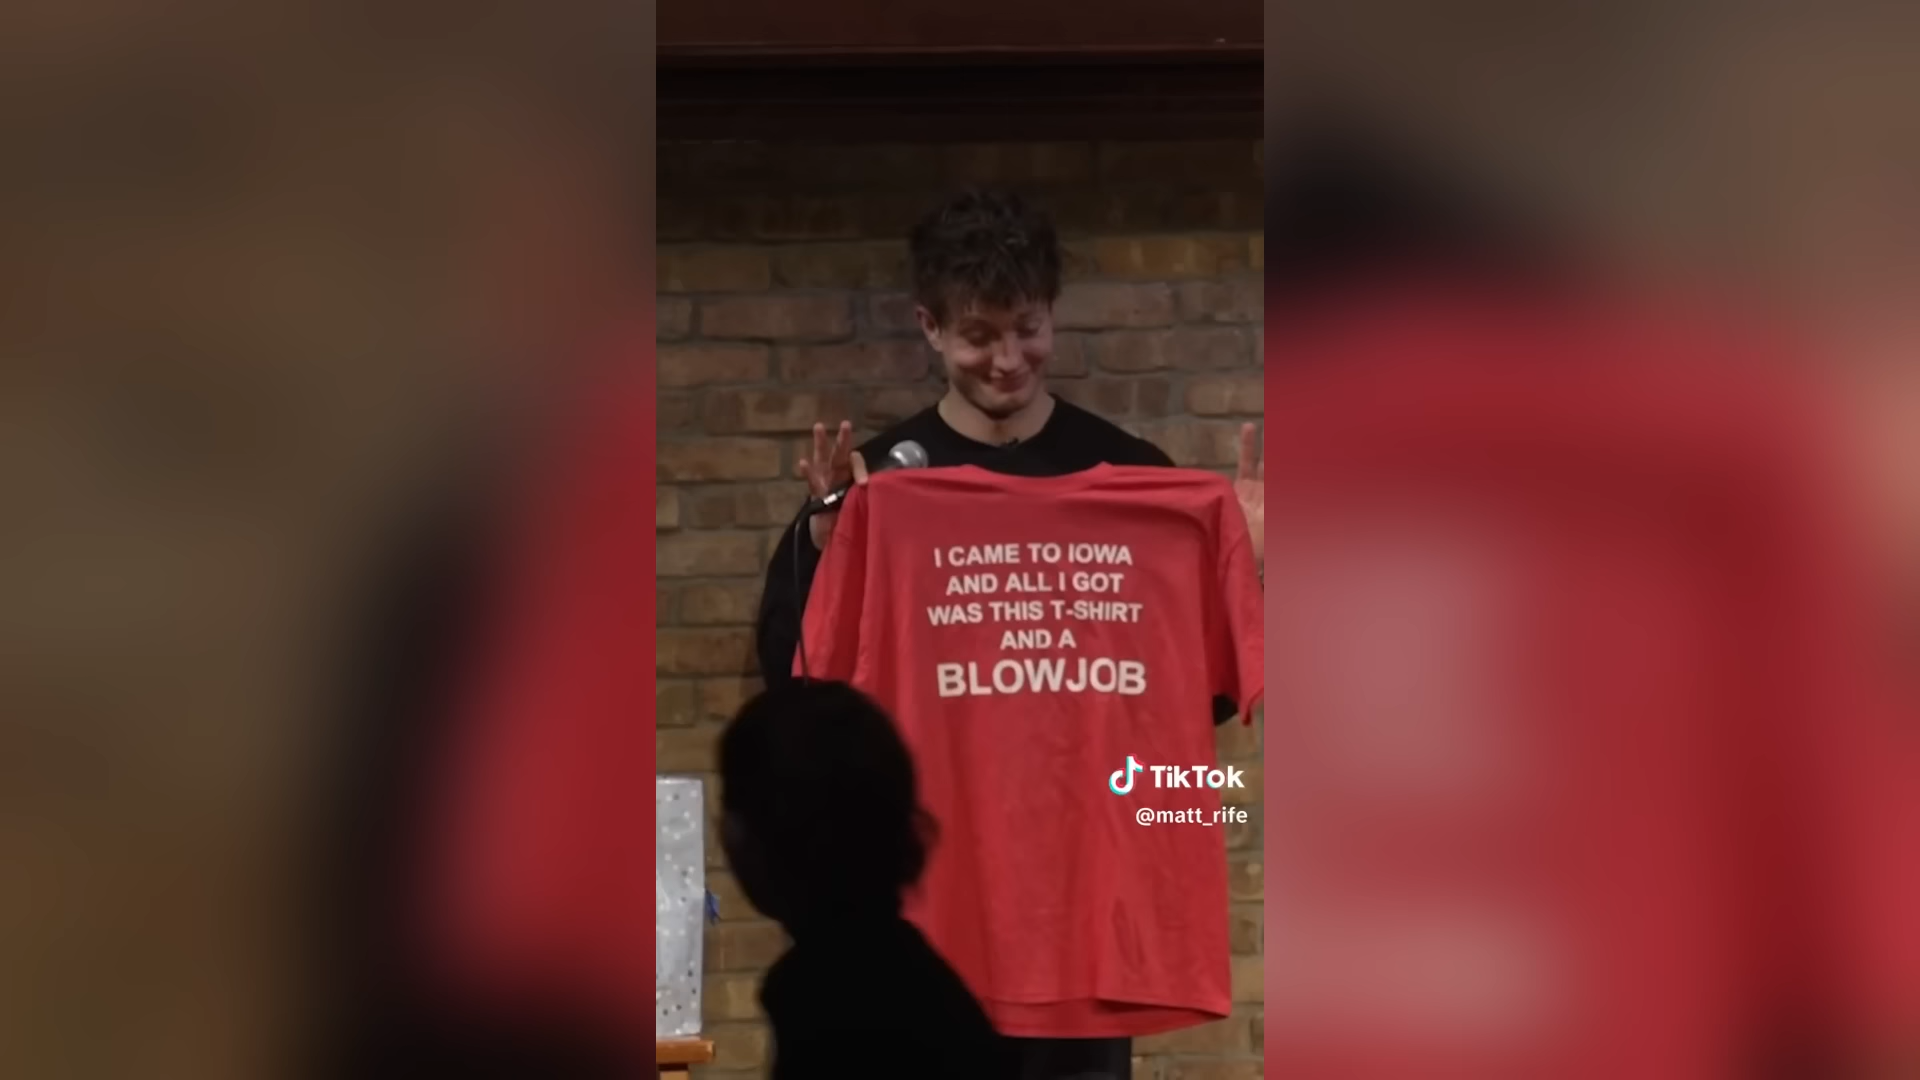 I CAME TO IOWA
AND ALL I GOT
WAS THIS T-SHIRT
AND A
BLOWJOB
TikTok
@matt_rife